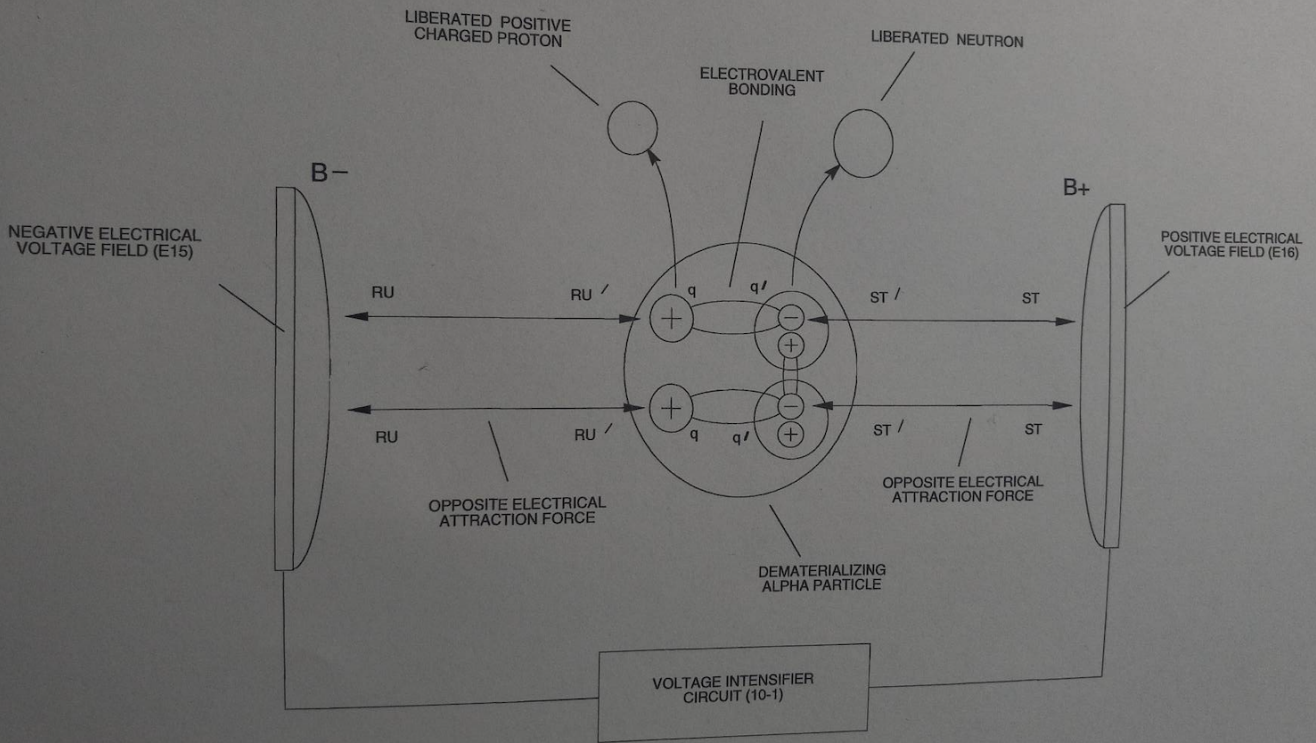 LIBERATED POSITIVE
CHARGED PROTON
LIBERATED NEUTRON
ELECTROVALENT
BONDING
B−
B+
NEGATIVE ELECTRICAL
VOLTAGE FIELD (E15)
POSITIVE ELECTRICAL
VOLTAGE FIELD (E16)
RU RU ′ q q′ ST ′ ST
+ −
+
+ −
+
RU RU ′ q q′ ST ′ ST
OPPOSITE ELECTRICAL
ATTRACTION FORCE
OPPOSITE ELECTRICAL
ATTRACTION FORCE
DEMATERIALIZING
ALPHA PARTICLE
VOLTAGE INTENSIFIER
CIRCUIT (10-1)